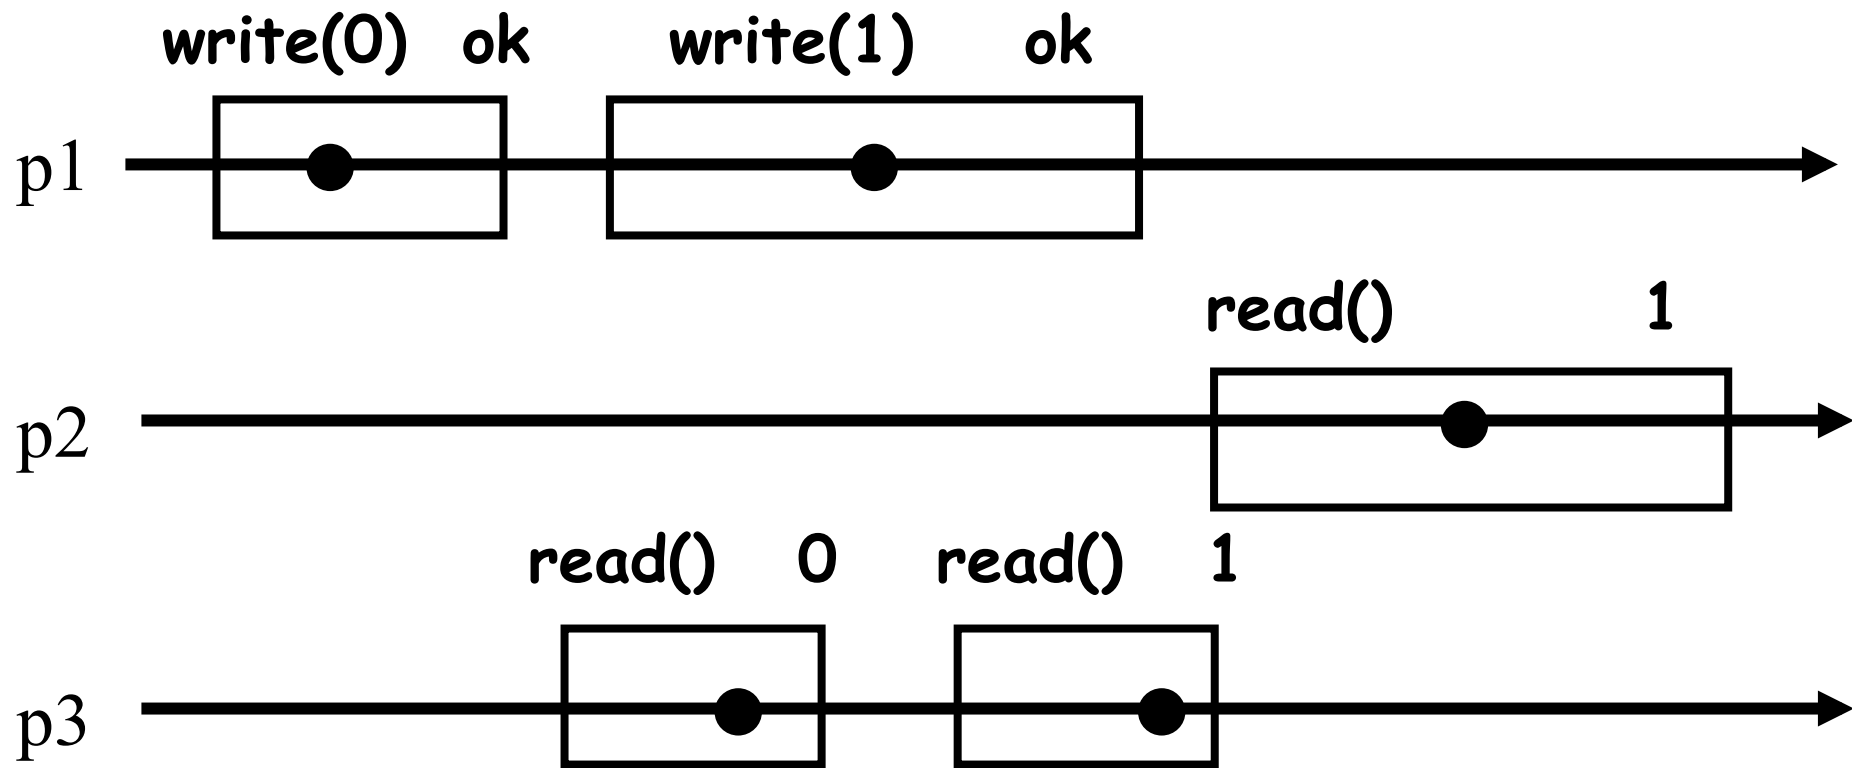 write(0) ok write(1) ok
p1
read() 1
p2
read() 0 read() 1
p3